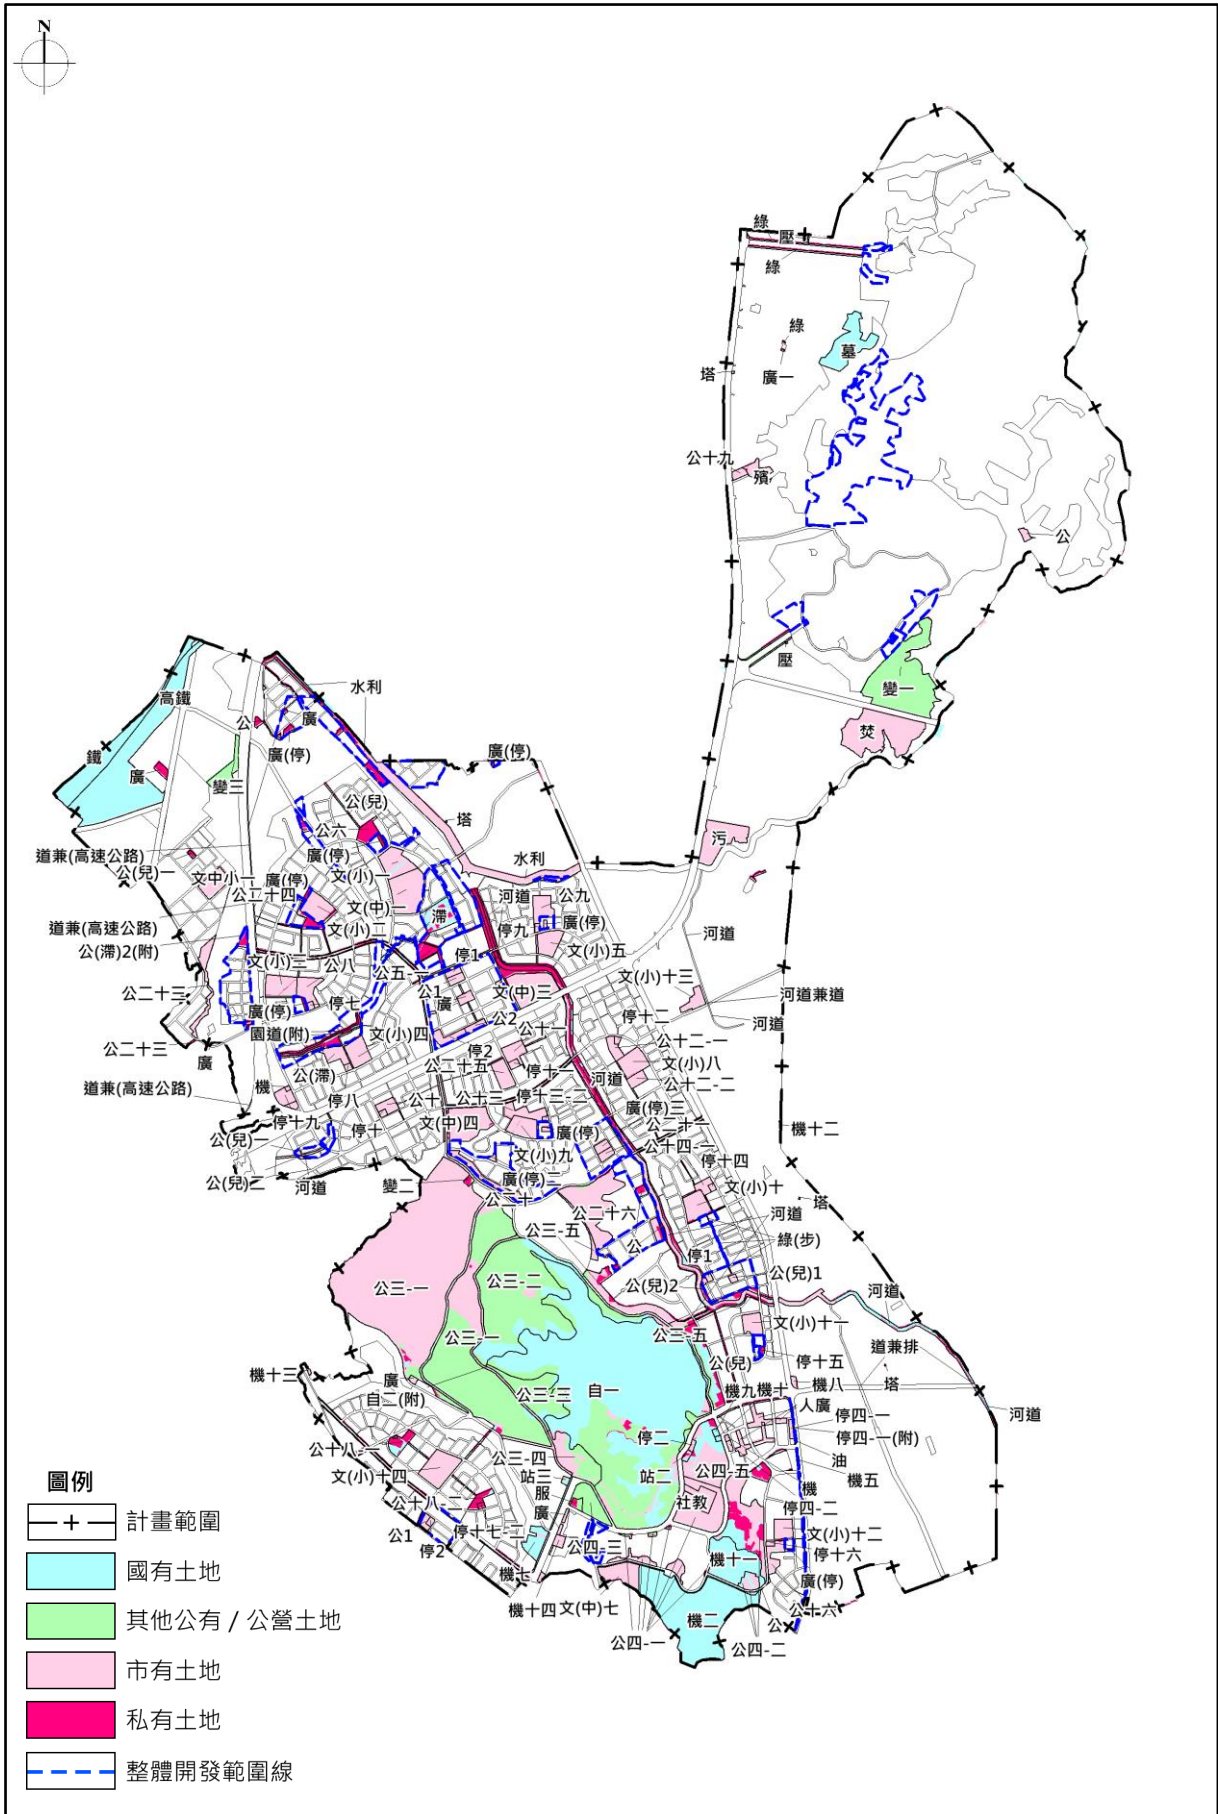 N
綠
壓
綠
綠
墓
廣一
塔
公十九
殯
公
壓
變一
焚
水利
高鐵
公
廣
廣(停)
廣(停)
鐵
廣
變三
公(兒)
塔
公六
污
道兼(高速公路)
廣(停)
水利
公(兒)一
文中小一
廣(停)
文(小)一
公二十四
河道
公九
文(中)一
滯
廣(停)
道兼(高速公路)
文(小)二
停九
河道
公(滯)2(附)
停1
文(小)五
文(小)三
公八
公五-一
文(小)十三
公二十三
公1
廣
文(中)三
河道兼道
廣(停)
停七
公2
停十二
河道
園道(附)
文(小)四
公十一
公十二-一
公二十三
廣
停2
文(小)八
公(滯)
公二十五
停十一
公十二-二
道兼(高速公路)
機
河道
停八
公十
公十三
停十三-二
廣(停)三
停十九
停十
文(中)四
廣(停)
公二十一
機十二
公(兒)一
文(小)九
公十四-一
停十四
公(兒)二
河道
變二
廣(停)二
文(小)十
公二十
塔
公二十六
河道
公三-五
公
綠(步)
停1
公三-一
公三-二
公(兒)2
公(兒)1
河道
公三-一
公三-五
文(小)十一
道兼排
公(兒)
停十五
機十三
廣
自二(附)
公三-三
自一
機九
機十
機八
塔
人廣
停四-一
河道
停二
停四-一(附)
公十八-一
公三-四
油
文(小)十四
站三
站二
公四-五
機五
服
機
公十八-二
廣
社教
停四-二
公1
停十七-二
文(小)十二
停2
公四-三
停十六
機七
機十一
廣(停)
機十四
文(中)七
機二
公十六
公四-一
公
公四-二
圖例
計畫範圍
國有土地
其他公有 / 公營土地
市有土地
私有土地
整體開發範圍線